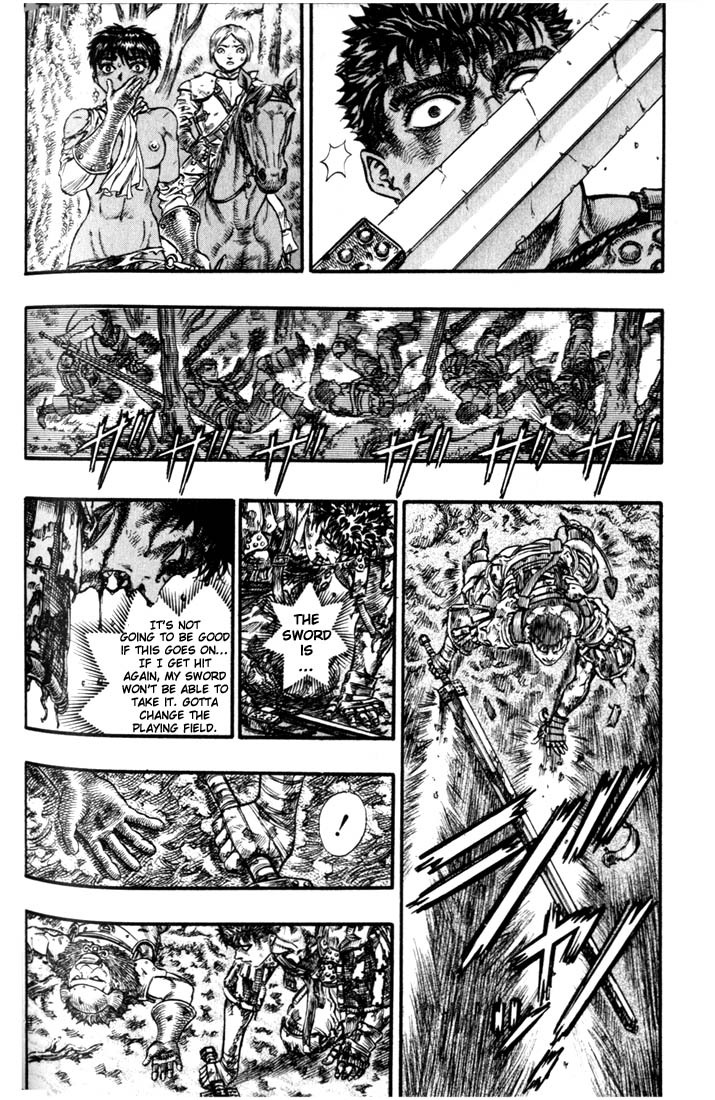 THE
SWORD
IS
...
IT'S NOT
GOING TO BE GOOD
IF THIS GOES ON...
IF I GET HIT
AGAIN, MY SWORD
WON'T BE ABLE TO
TAKE IT. GOTTA
CHANGE THE
PLAYING FIELD.
!